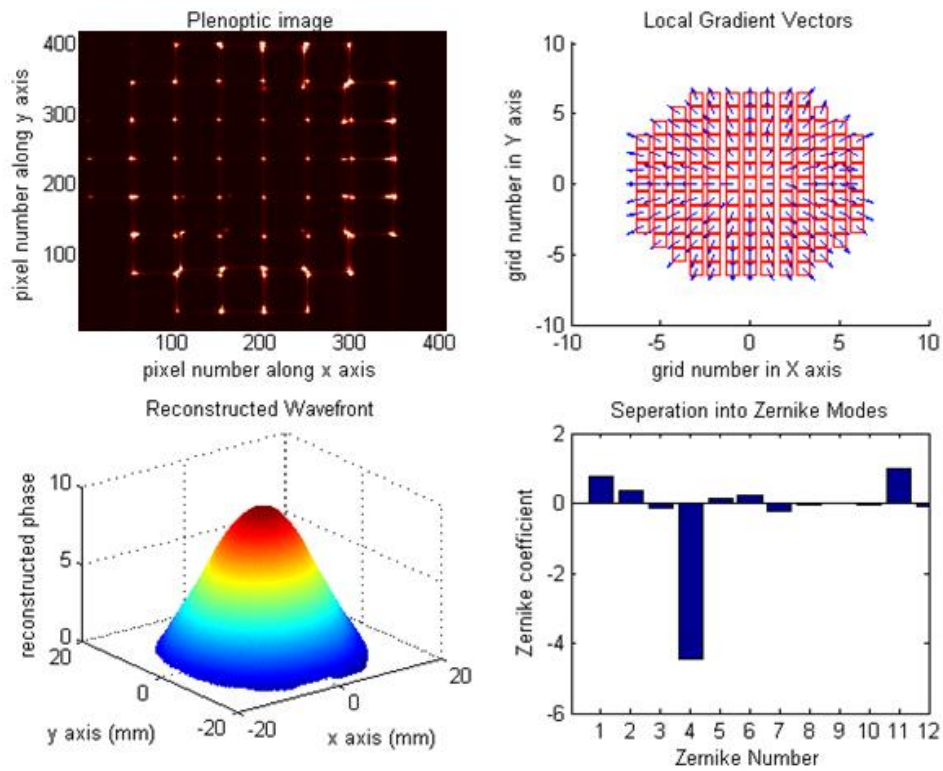 Plenoptic image
400
300
200
100
pixel number along y axis
100 200 300 400
pixel number along x axis
Local Gradient Vectors
10
5
0
-5
-10
grid number in Y axis
-10 -5 0 5 10
grid number in X axis
Reconstructed Wavefront
10
5
0
reconstructed phase
20
0
-20
y axis (mm)
-20
0
20
x axis (mm)
Seperation into Zernike Modes
2
0
-2
-4
-6
Zernike coefficient
1 2 3 4 5 6 7 8 9 10 11 12
Zernike Number